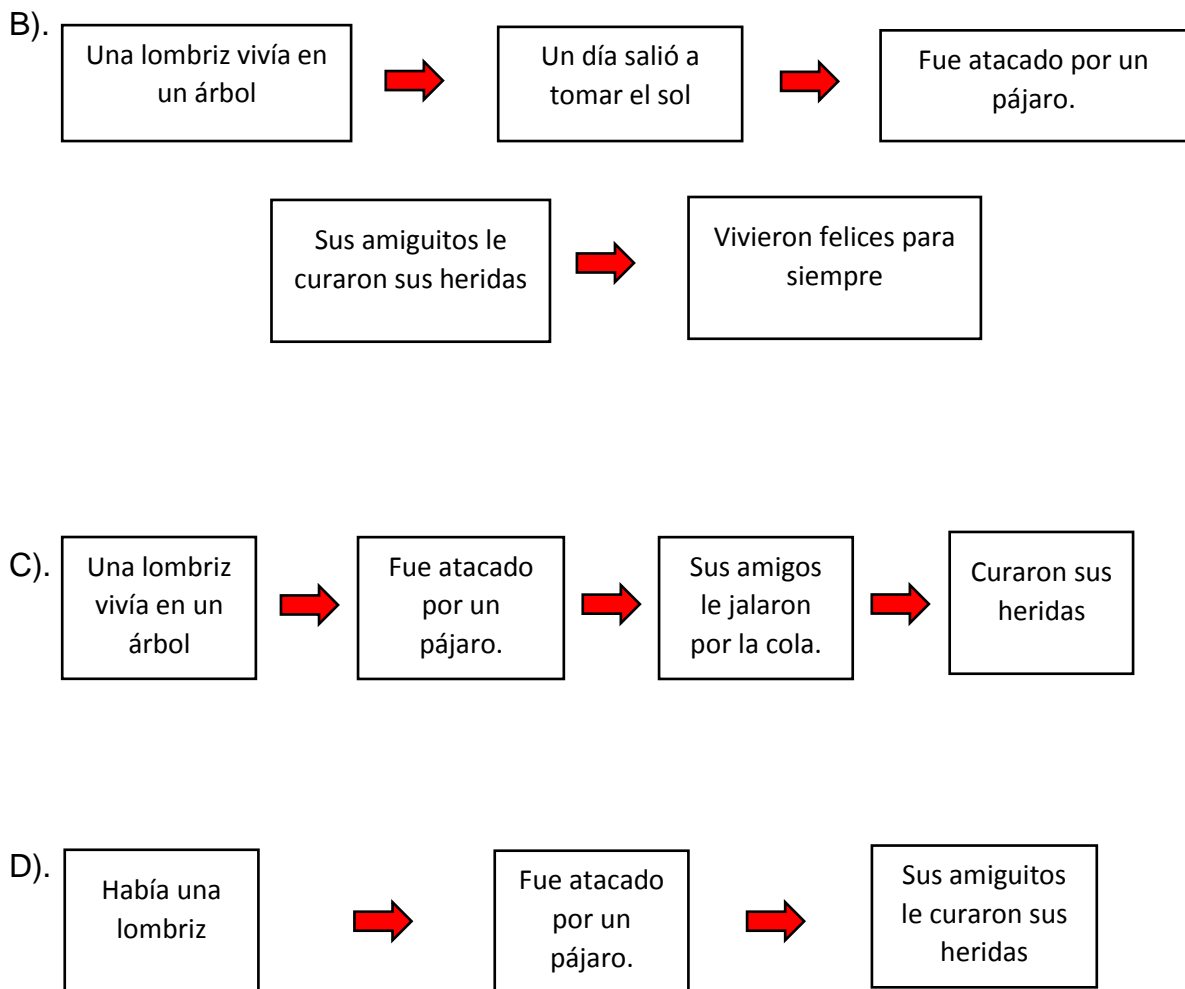 B).
Una lombriz vivía en
un árbol
Un día salió a
tomar el sol
Fue atacado por un
pájaro.
Sus amiguitos le
curaron sus heridas
Vivieron felices para
siempre
C).
Una lombriz
vivía en un
árbol
Fue atacado
por un
pájaro.
Sus amigos
le jalaron
por la cola.
Curaron sus
heridas
D).
Había una
lombriz
Fue atacado
por un
pájaro.
Sus amiguitos
le curaron sus
heridas